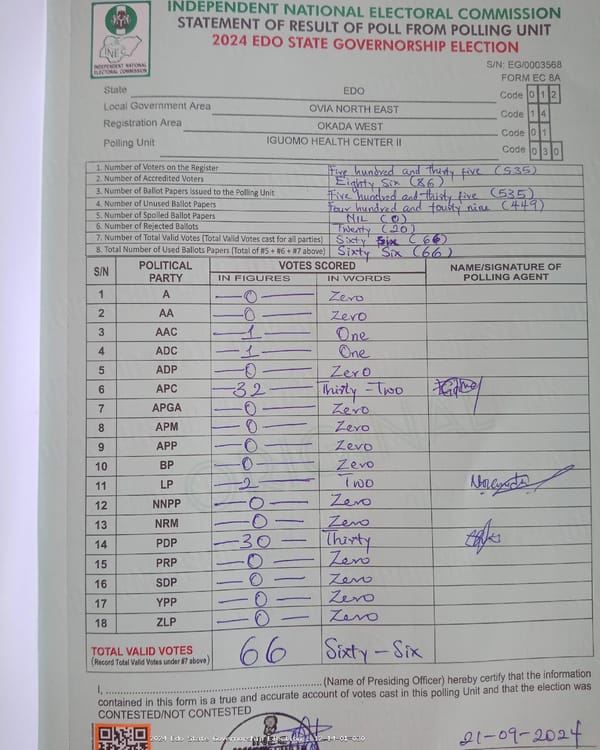 INDEPENDENT NATIONAL ELECTORAL COMMISSION
STATEMENT OF RESULT OF POLL FROM POLLING UNIT
2024 EDO STATE GOVERNORSHIP ELECTION
INEC
INDEPENDENT NATIONAL
ELECTORAL COMMISSION
S/N: EG/0003568
FORM EC 8A
State EDO Code 0 1 2
Local Government Area OVIA NORTH EAST Code 1 4
Registration Area OKADA WEST Code 0 1
Polling Unit IGUOMO HEALTH CENTER II Code 0 3 0
1. Number of Voters on the Register Five hundred and thirty five (535)
2. Number of Accredited Voters Eighty Six (86)
3. Number of Ballot Papers Issued to the Polling Unit Five hundred and thirty five (535)
4. Number of Unused Ballot Papers Four hundred and fourty nine (449)
5. Number of Spoiled Ballot Papers NIL (0)
6. Number of Rejected Ballots Twenty (20)
7. Number of Total Valid Votes (Total Valid Votes cast for all parties) Sixty Six (66)
8. Total Number of Used Ballots Papers (Total of #5 + #6 + #7 above) Sixty Six (66)
S/N POLITICAL PARTY VOTES SCORED NAME/SIGNATURE OF POLLING AGENT
IN FIGURES IN WORDS
1 A 0 Zero
2 AA 0 Zero
3 AAC 1 One
4 ADC 1 One
5 ADP 0 Zero
6 APC 32 Thirty-Two
7 APGA 0 Zero
8 APM 0 Zero
9 APP 0 Zero
10 BP 0 Zero
11 LP 2 Two
12 NNPP 0 Zero
13 NRM 0 Zero
14 PDP 30 Thirty
15 PRP 0 Zero
16 SDP 0 Zero
17 YPP 0 Zero
18 ZLP 0 Zero
TOTAL VALID VOTES 66 Sixty-Six
(Record Total Valid Votes under #7 above)
I, (Name of Presiding Officer) hereby certify that the information
contained in this form is a true and accurate account of votes cast in this polling Unit and that the election was
CONTESTED/NOT CONTESTED
21-09-2024
ORIGINAL